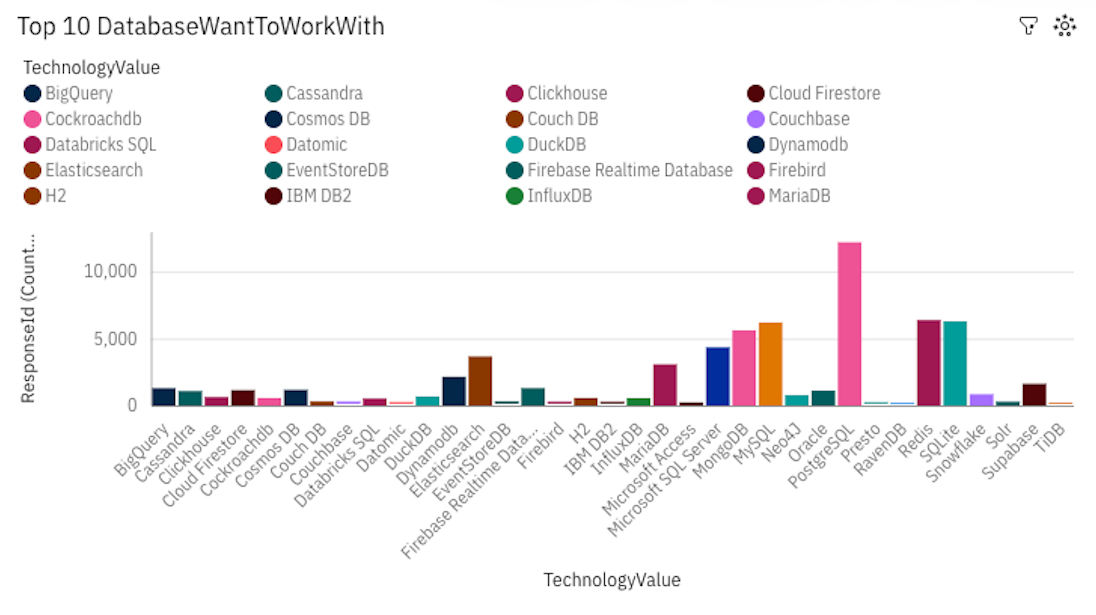 Top 10 DatabaseWantToWorkWith
TechnologyValue
BigQuery Cassandra Clickhouse Cloud Firestore
Cockroachdb Cosmos DB Couch DB Couchbase
Databricks SQL Datomic DuckDB Dynamodb
Elasticsearch EventStoreDB Firebase Realtime Database Firebird
H2 IBM DB2 InfluxDB MariaDB
ResponseId (Count...
10,000
5,000
0
BigQuery
Cassandra
Clickhouse
Cloud Firestore
Cockroachdb
Cosmos DB
Couch DB
Couchbase
Databricks SQL
Datomic
DuckDB
Dynamodb
Elasticsearch
EventStoreDB
Firebase Realtime Data...
Firebird
H2
IBM DB2
InfluxDB
MariaDB
Microsoft Access
Microsoft SQL Server
MongoDB
MySQL
Neo4J
Oracle
PostgreSQL
Presto
RavenDB
Redis
SQLite
Snowflake
Solr
Supabase
TiDB
TechnologyValue